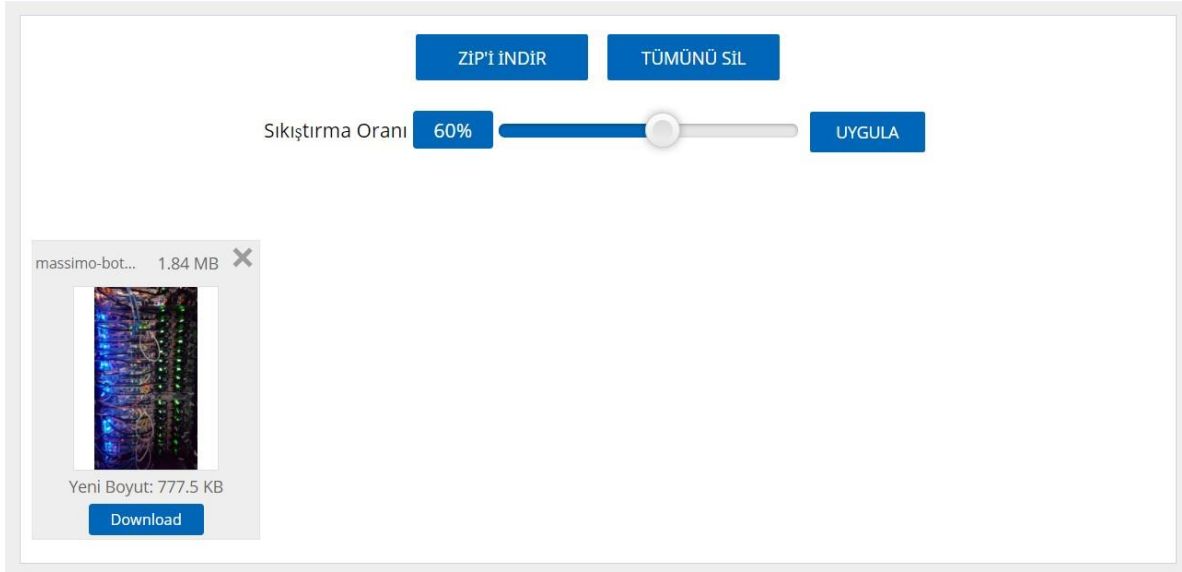 ZİP'İ İNDİR TÜMÜNÜ SİL
Sıkıştırma Oranı 60% UYGULA
massimo-bot... 1.84 MB
Yeni Boyut: 777.5 KB
Download